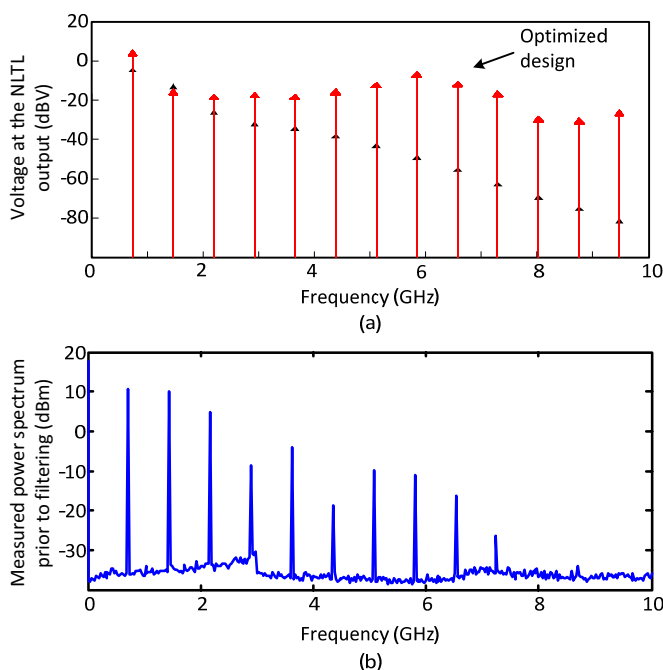 20
0
-20
-40
-60
-80
Voltage at the NLTL
output (dBV)
Optimized
design
0 2 4 6 8 10
Frequency (GHz)
(a)
20
10
0
-10
-20
-30
Measured power spectrum
prior to filtering (dBm)
0 2 4 6 8 10
Frequency (GHz)
(b)